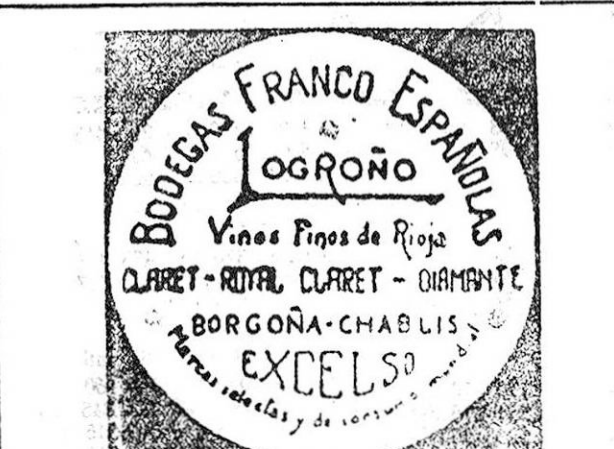 BODEGAS FRANCO ESPAÑOLAS
LOGROÑO
Vinos Finos de Rioja
CLARET - ROYAL CLARET - DIAMANTE
BORGOÑA - CHABLIS
EXCELSO
Marcas selectas y de consumo mundial